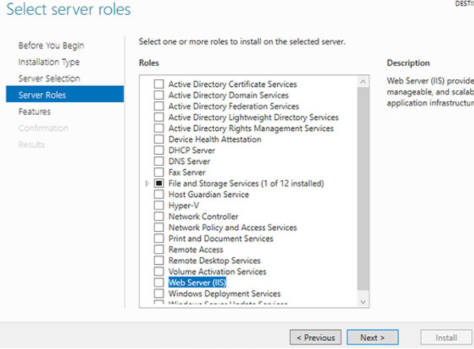 Select server roles
DESTI
Before You Begin
Installation Type
Server Selection
Server Roles
Features
Confirmation
Results
Select one or more roles to install on the selected server.
Roles
Active Directory Certificate Services
Active Directory Domain Services
Active Directory Federation Services
Active Directory Lightweight Directory Services
Active Directory Rights Management Services
Device Health Attestation
DHCP Server
DNS Server
Fax Server
File and Storage Services (1 of 12 installed)
Host Guardian Service
Hyper-V
Network Controller
Network Policy and Access Services
Print and Document Services
Remote Access
Remote Desktop Services
Volume Activation Services
Web Server (IIS)
Windows Deployment Services
Windows Server Update Services
Description
Web Server (IIS) provide
manageable, and scalab
application infrastructur
< Previous
Next >
Install